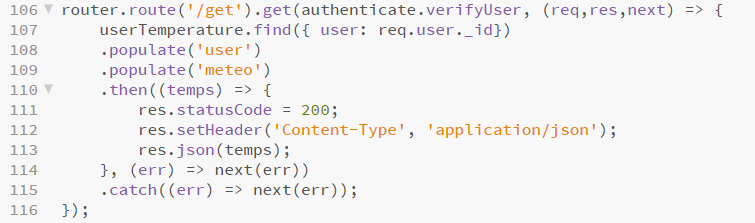 106 ▼ router.route('/get').get(authenticate.verifyUser, (req,res,next) => {
107 userTemperature.find({ user: req.user._id})
108 .populate('user')
109 .populate('meteo')
110 ▼ .then((temps) => {
111 res.statusCode = 200;
112 res.setHeader('Content-Type', 'application/json');
113 res.json(temps);
114 }, (err) => next(err))
115 .catch((err) => next(err));
116 });